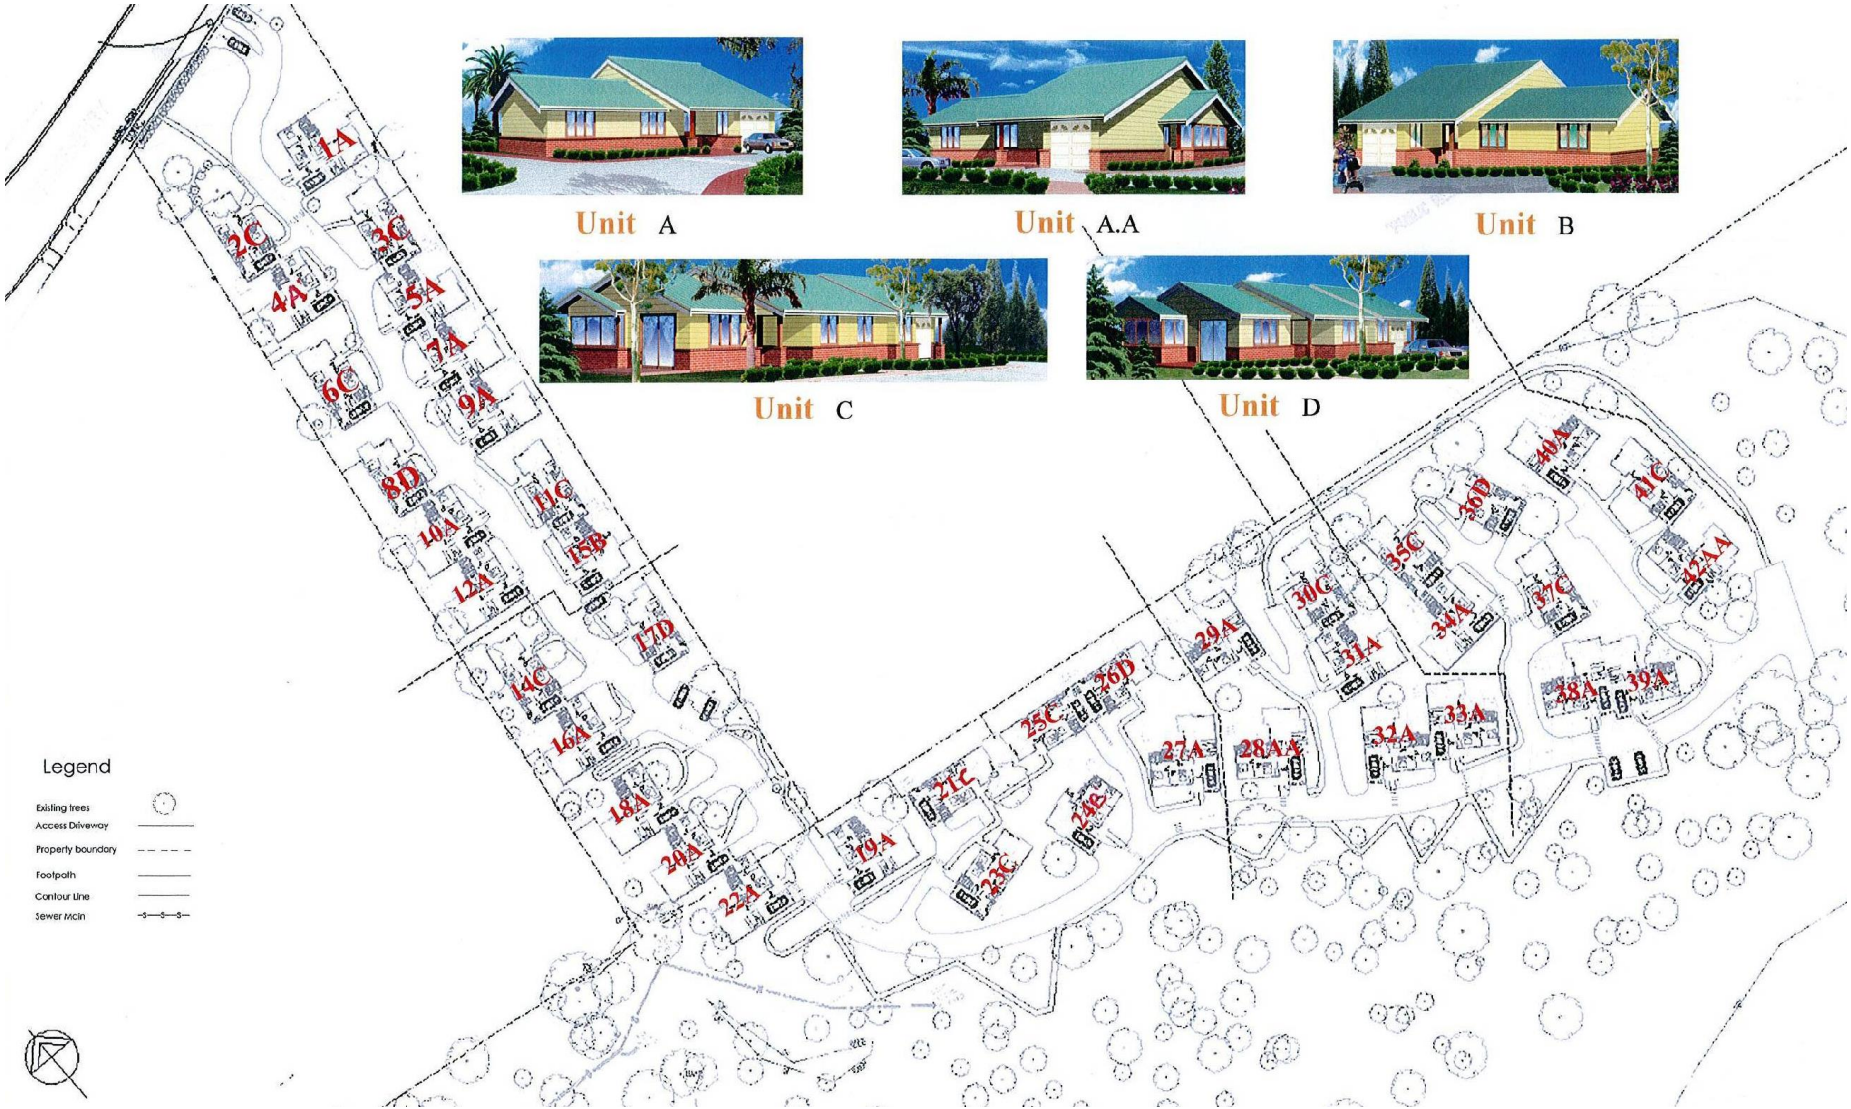 Unit A
Unit A.A
Unit B
Unit C
Unit D
1A
2C
3C
4A
5A
6C
7A
8D
9A
10A
11C
12A
15B
14C
17D
16A
18A
20A
22A
19A
21C
23C
24B
25C
26D
27A
28AA
29A
30C
31A
32A
33A
34A
35C
36D
37C
38A
39A
40A
41C
42AA
Legend
Existing trees
Access Driveway
Property boundary
Footpath
Contour Line
Sewer Main
-S-S-S-